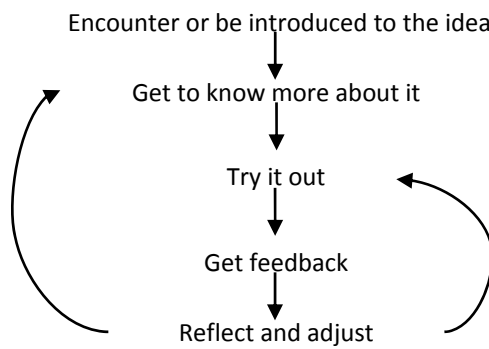 Encounter or be introduced to the idea
Get to know more about it
Try it out
Get feedback
Reflect and adjust